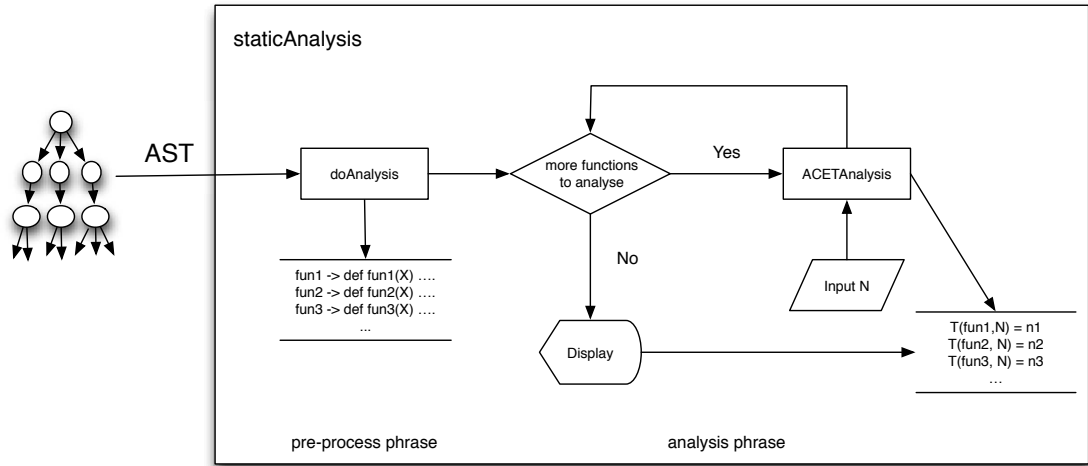 staticAnalysis
AST
doAnalysis
more functions
to analyse
Yes
ACETAnalysis
fun1 -> def fun1(X) ....
fun2 -> def fun2(X) ....
fun3 -> def fun3(X) ....
...
No
Input N
Display
T(fun1,N) = n1
T(fun2, N) = n2
T(fun3, N) = n3
...
pre-process phrase
analysis phrase